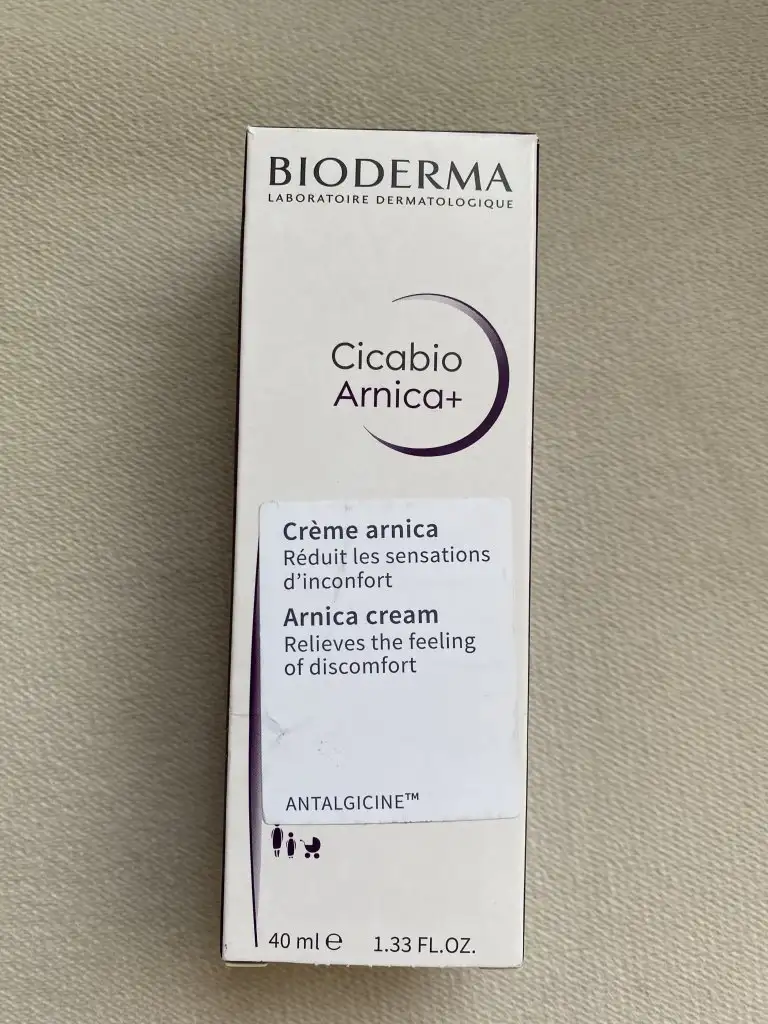 BIODERMA
LABORATOIRE DERMATOLOGIQUE
Cicabio
Arnica+
Crème arnica
Réduit les sensations
d'inconfort
Arnica cream
Relieves the feeling
of discomfort
ANTALGICINE™
40 ml ℮ 1.33 FL.OZ.